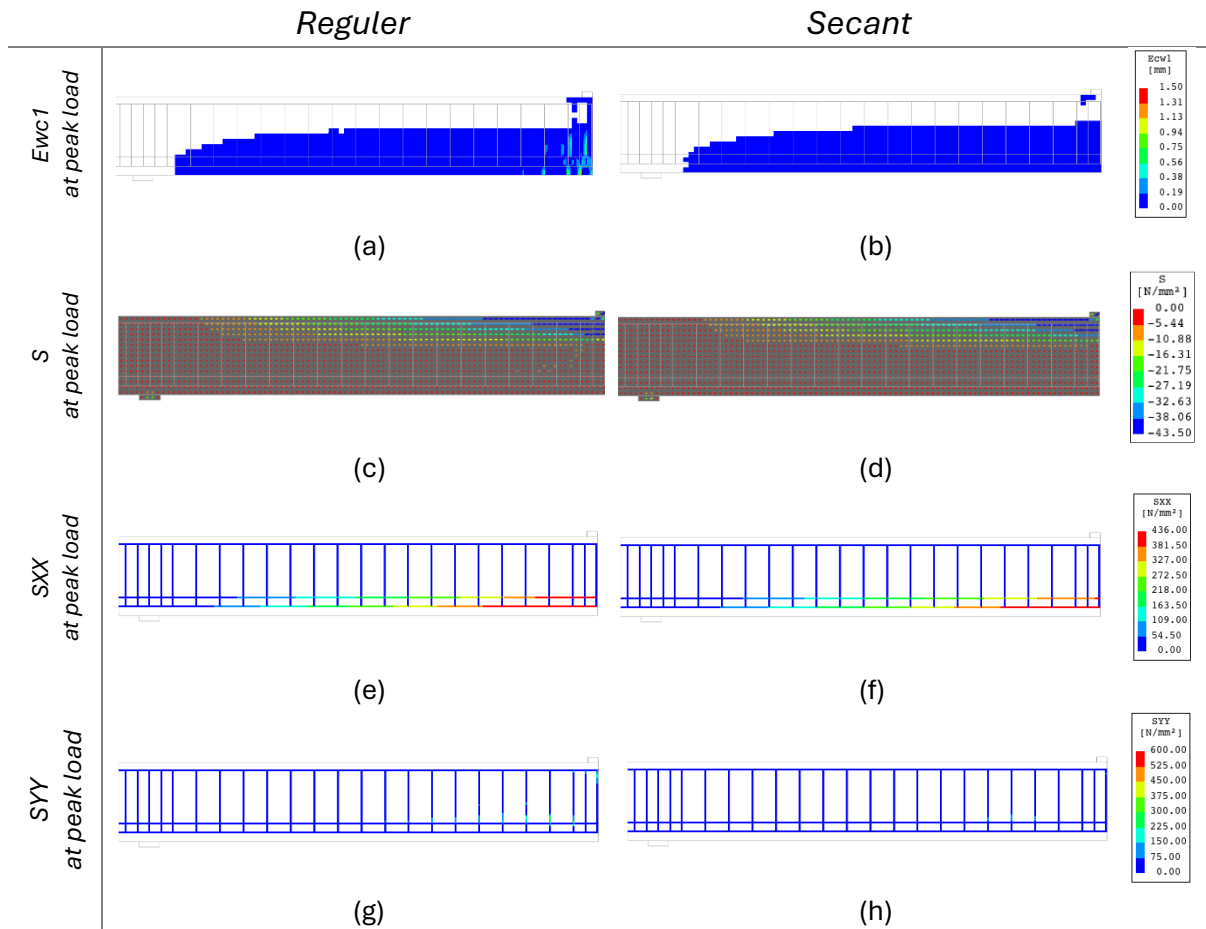 Reguler
Secant
Ewc1
at peak load
Ecw1
[mm]
1.50
1.31
1.13
0.94
0.75
0.56
0.38
0.19
0.00
(a)
(b)
S
at peak load
S
[N/mm²]
0.00
-5.44
-10.88
-16.31
-21.75
-27.19
-32.63
-38.06
-43.50
(c)
(d)
SXX
at peak load
SXX
[N/mm²]
436.00
381.50
327.00
272.50
218.00
163.50
109.00
54.50
0.00
(e)
(f)
SYY
at peak load
SYY
[N/mm²]
600.00
525.00
450.00
375.00
300.00
225.00
150.00
75.00
0.00
(g)
(h)